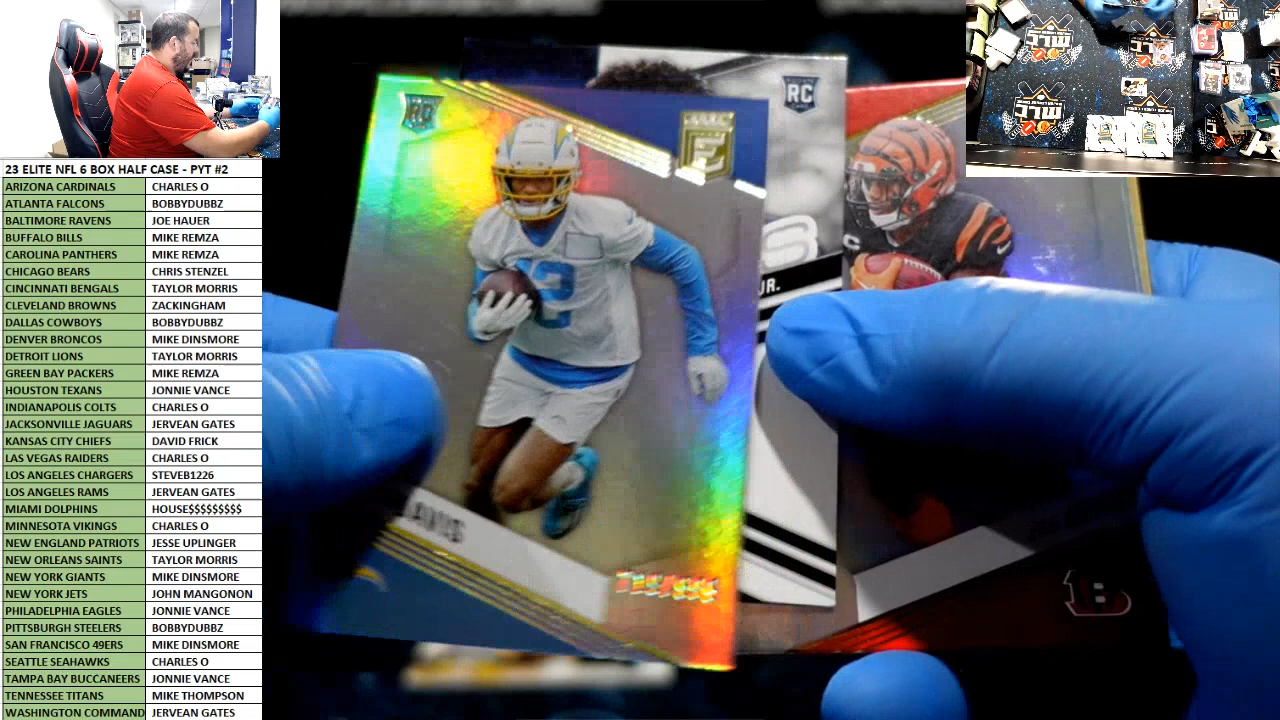 23 ELITE NFL 6 BOX HALF CASE - PYT #2
ARIZONA CARDINALS CHARLES O
ATLANTA FALCONS BOBBYDUBBZ
BALTIMORE RAVENS JOE HAUER
BUFFALO BILLS MIKE REMZA
CAROLINA PANTHERS MIKE REMZA
CHICAGO BEARS CHRIS STENZEL
CINCINNATI BENGALS TAYLOR MORRIS
CLEVELAND BROWNS ZACKINGHAM
DALLAS COWBOYS BOBBYDUBBZ
DENVER BRONCOS MIKE DINSMORE
DETROIT LIONS TAYLOR MORRIS
GREEN BAY PACKERS MIKE REMZA
HOUSTON TEXANS JONNIE VANCE
INDIANAPOLIS COLTS CHARLES O
JACKSONVILLE JAGUARS JERVEAN GATES
KANSAS CITY CHIEFS DAVID FRICK
LAS VEGAS RAIDERS CHARLES O
LOS ANGELES CHARGERS STEVEB1226
LOS ANGELES RAMS JERVEAN GATES
MIAMI DOLPHINS HOUSE$$$$$$$$$
MINNESOTA VIKINGS CHARLES O
NEW ENGLAND PATRIOTS JESSE UPLINGER
NEW ORLEANS SAINTS TAYLOR MORRIS
NEW YORK GIANTS MIKE DINSMORE
NEW YORK JETS JOHN MANGONON
PHILADELPHIA EAGLES JONNIE VANCE
PITTSBURGH STEELERS BOBBYDUBBZ
SAN FRANCISCO 49ERS MIKE DINSMORE
SEATTLE SEAHAWKS CHARLES O
TAMPA BAY BUCCANEERS JONNIE VANCE
TENNESSEE TITANS MIKE THOMPSON
WASHINGTON COMMAND JERVEAN GATES
RC
ELITE
12
AVIS
RC
JR.
B